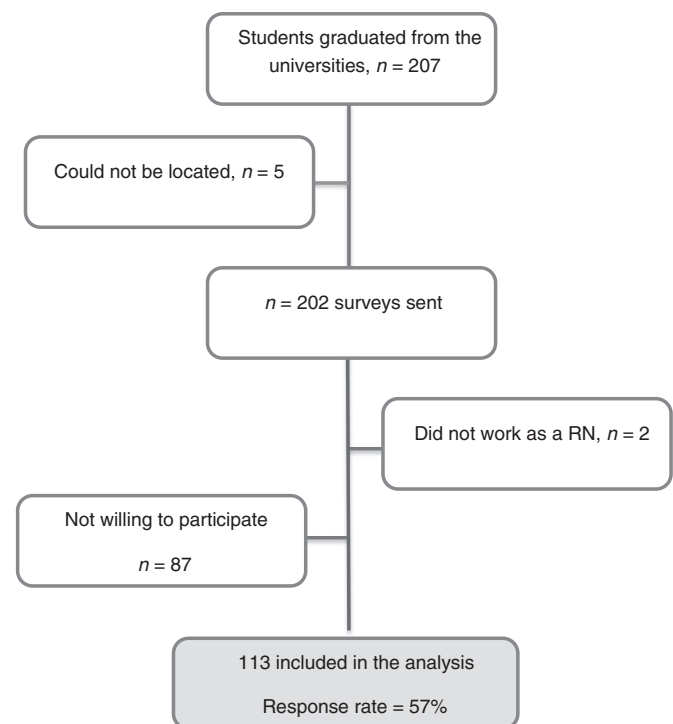 Students graduated from the
universities, n = 207
Could not be located, n = 5
n = 202 surveys sent
Did not work as a RN, n = 2
Not willing to participate
n = 87
113 included in the analysis
Response rate = 57%